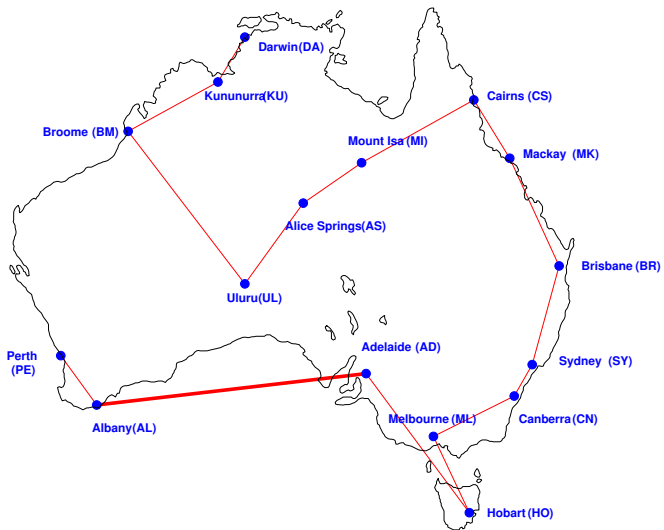 Darwin(DA)
Kununurra(KU)
Cairns (CS)
Broome (BM)
Mount Isa (MI)
Mackay (MK)
Alice Springs(AS)
Brisbane (BR)
Uluru(UL)
Perth
(PE)
Adelaide (AD)
Sydney (SY)
Albany(AL)
Melbourne(ML)
Canberra(CN)
Hobart(HO)